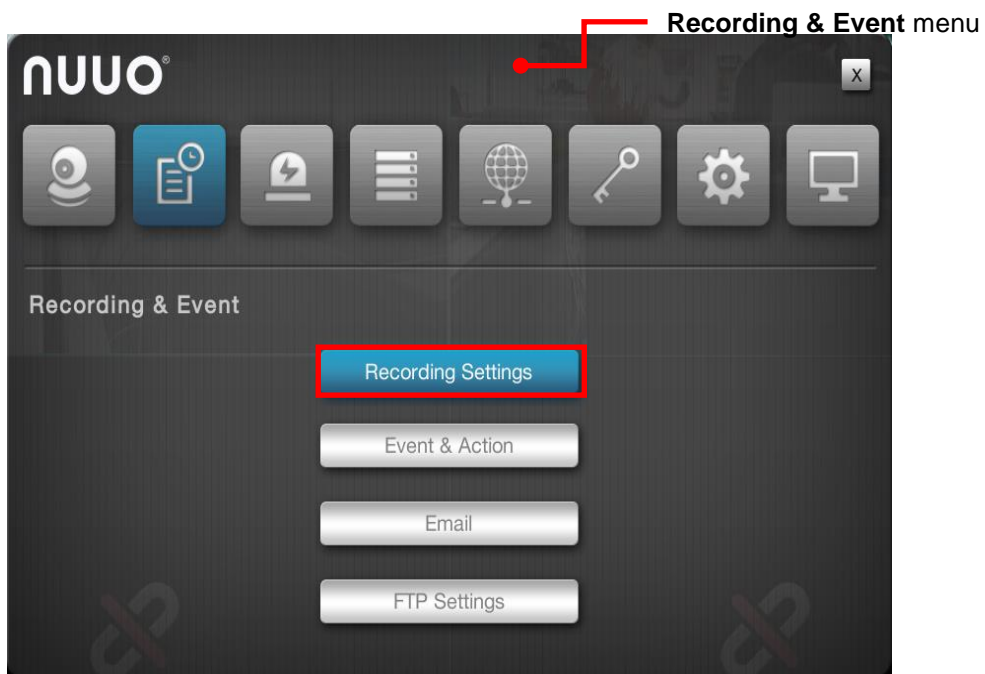 Recording & Event menu
nuuo®
X
Recording & Event
Recording Settings
Event & Action
Email
FTP Settings